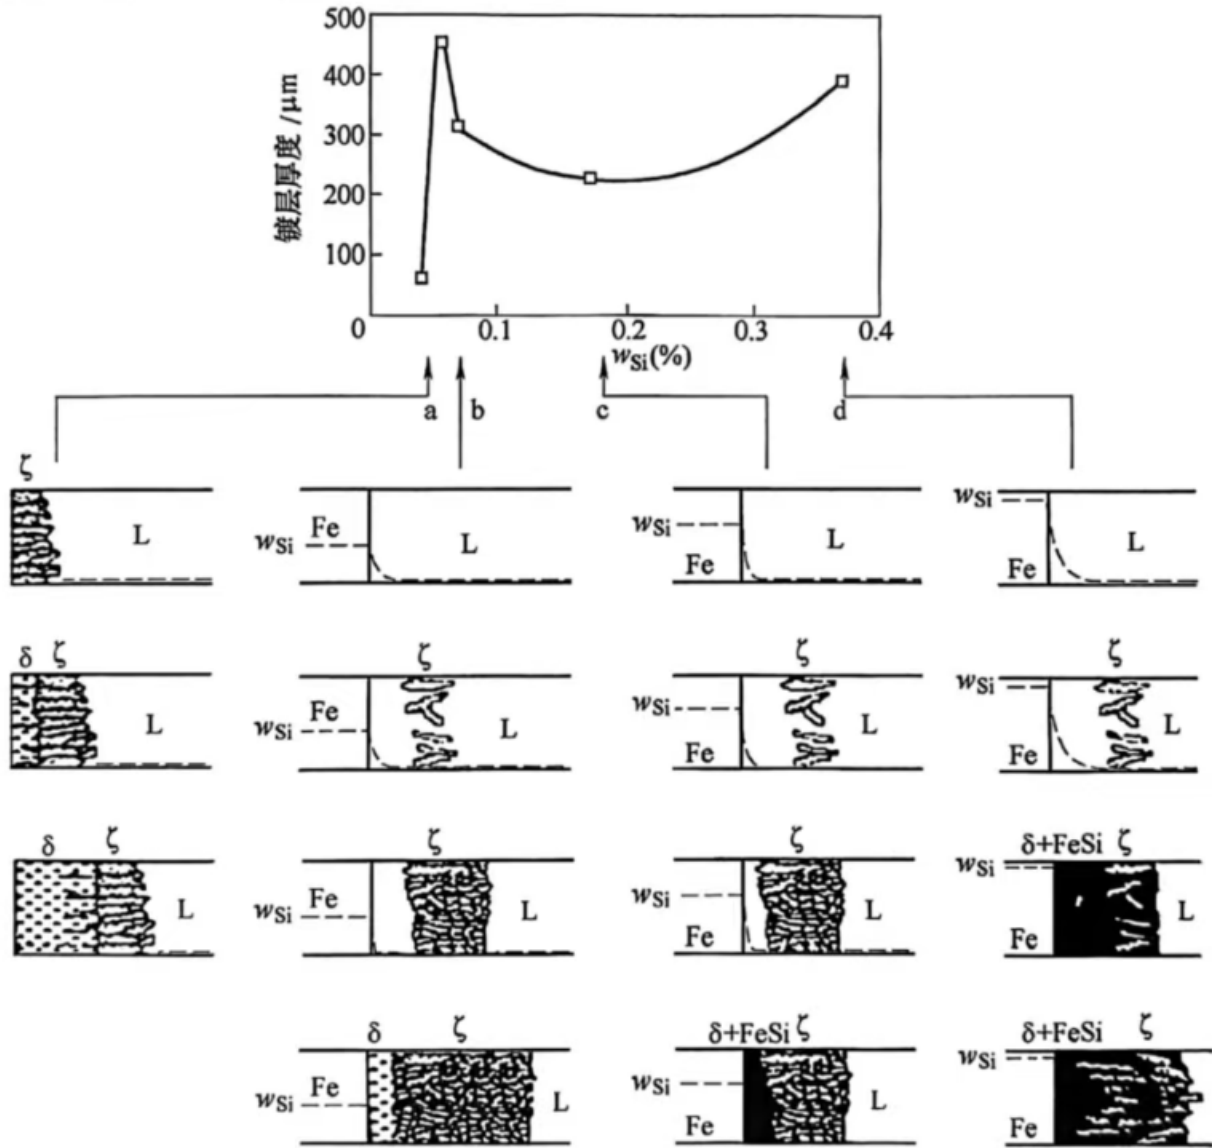 500
400
300
200
100
0
镀层厚度/μm
0.1 0.2 0.3 0.4
wSi(%)
a b c d
ζ
L
wSi Fe L
wSi Fe L
wSi Fe L
δ ζ
L
ζ
wSi Fe L
ζ
wSi Fe L
ζ
wSi Fe L
δ ζ
L
ζ
wSi Fe L
ζ
wSi Fe L
δ+FeSi ζ
wSi Fe L
δ ζ
wSi Fe L
δ+FeSi ζ
wSi Fe L
δ+FeSi ζ
wSi Fe L